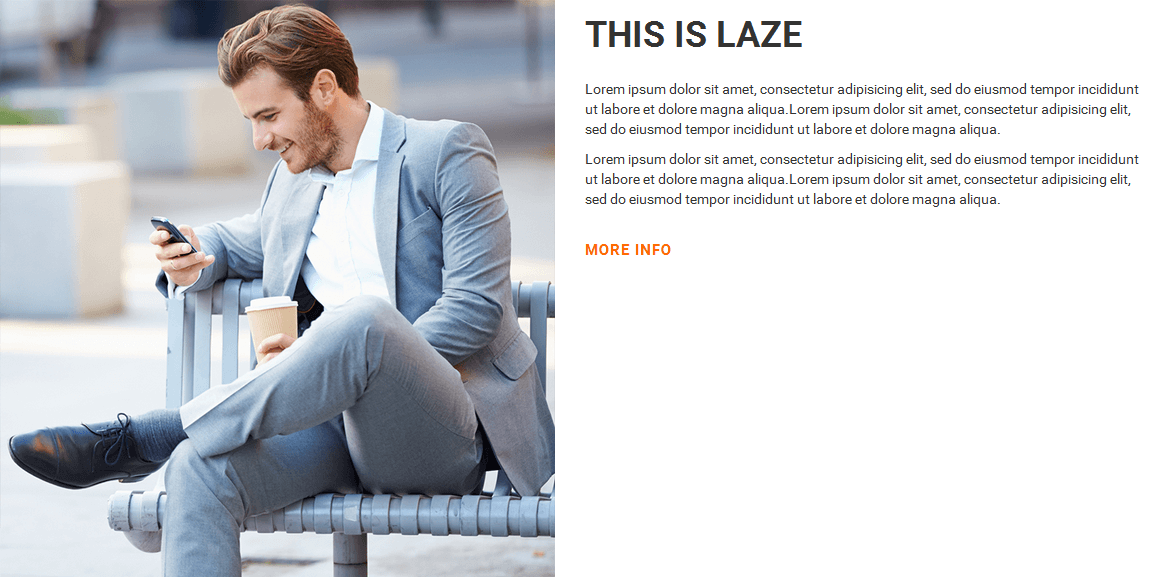 THIS IS LAZE
Lorem ipsum dolor sit amet, consectetur adipisicing elit, sed do eiusmod tempor incididunt
ut labore et dolore magna aliqua.Lorem ipsum dolor sit amet, consectetur adipisicing elit,
sed do eiusmod tempor incididunt ut labore et dolore magna aliqua.
Lorem ipsum dolor sit amet, consectetur adipisicing elit, sed do eiusmod tempor incididunt
ut labore et dolore magna aliqua.Lorem ipsum dolor sit amet, consectetur adipisicing elit,
sed do eiusmod tempor incididunt ut labore et dolore magna aliqua.
MORE INFO